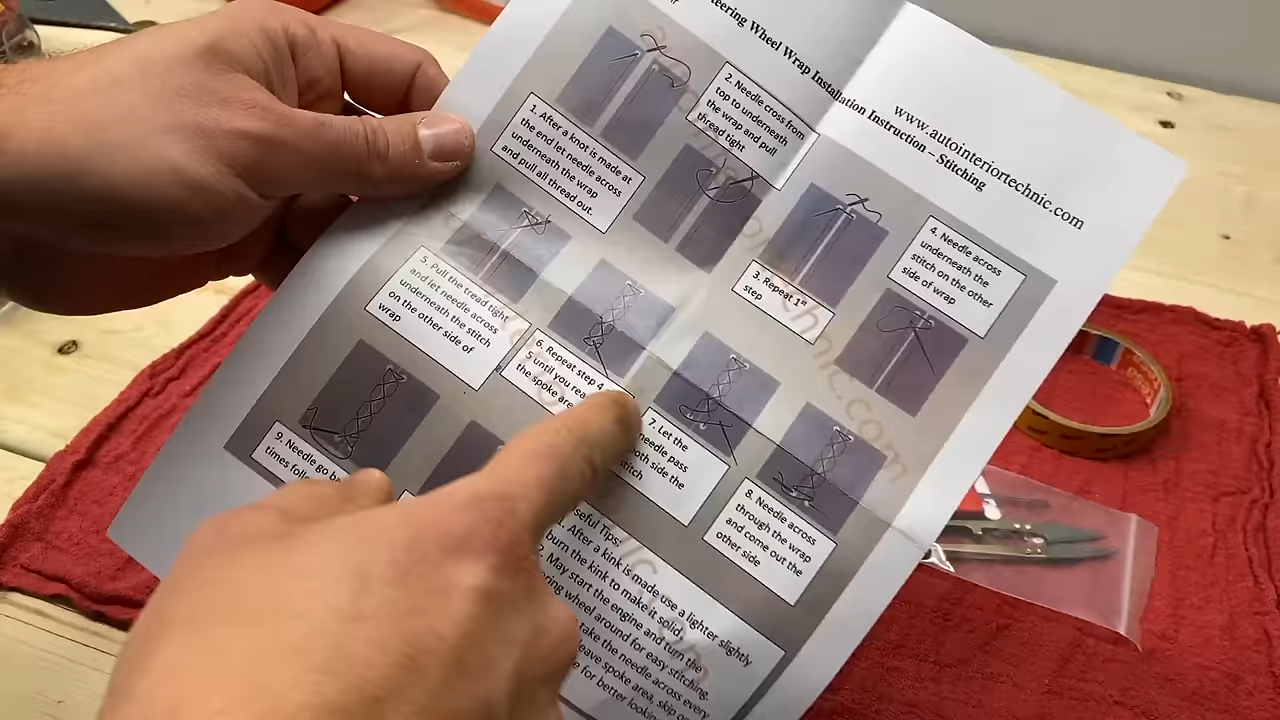 www.autointeriortechnic.com
Steering Wheel Wrap Installation Instruction – Stitching
1. After a knot is made at
the end let needle across
underneath the wrap
and pull all thread out.
2. Needle cross from
top to underneath
the wrap and pull
thread tight
3. Repeat 1st
step
4. Needle across
underneath the
stitch on the other
side of wrap
5. Pull the tread tight
and let needle across
underneath the stitch
on the other side of
wrap
6. Repeat step 4
5 until you
the spoke
7. Let the
needle pass
both side the
stitch
8. Needle across
through the wrap
and come out the
other side
9. Needle go
times
Tips
1. After a kink is made use a lighter slightly
burn the kink to make it solid.
2. May start the engine and turn the
wheel around for easy stitching.
take the needle across every
spoke area, skip
for better